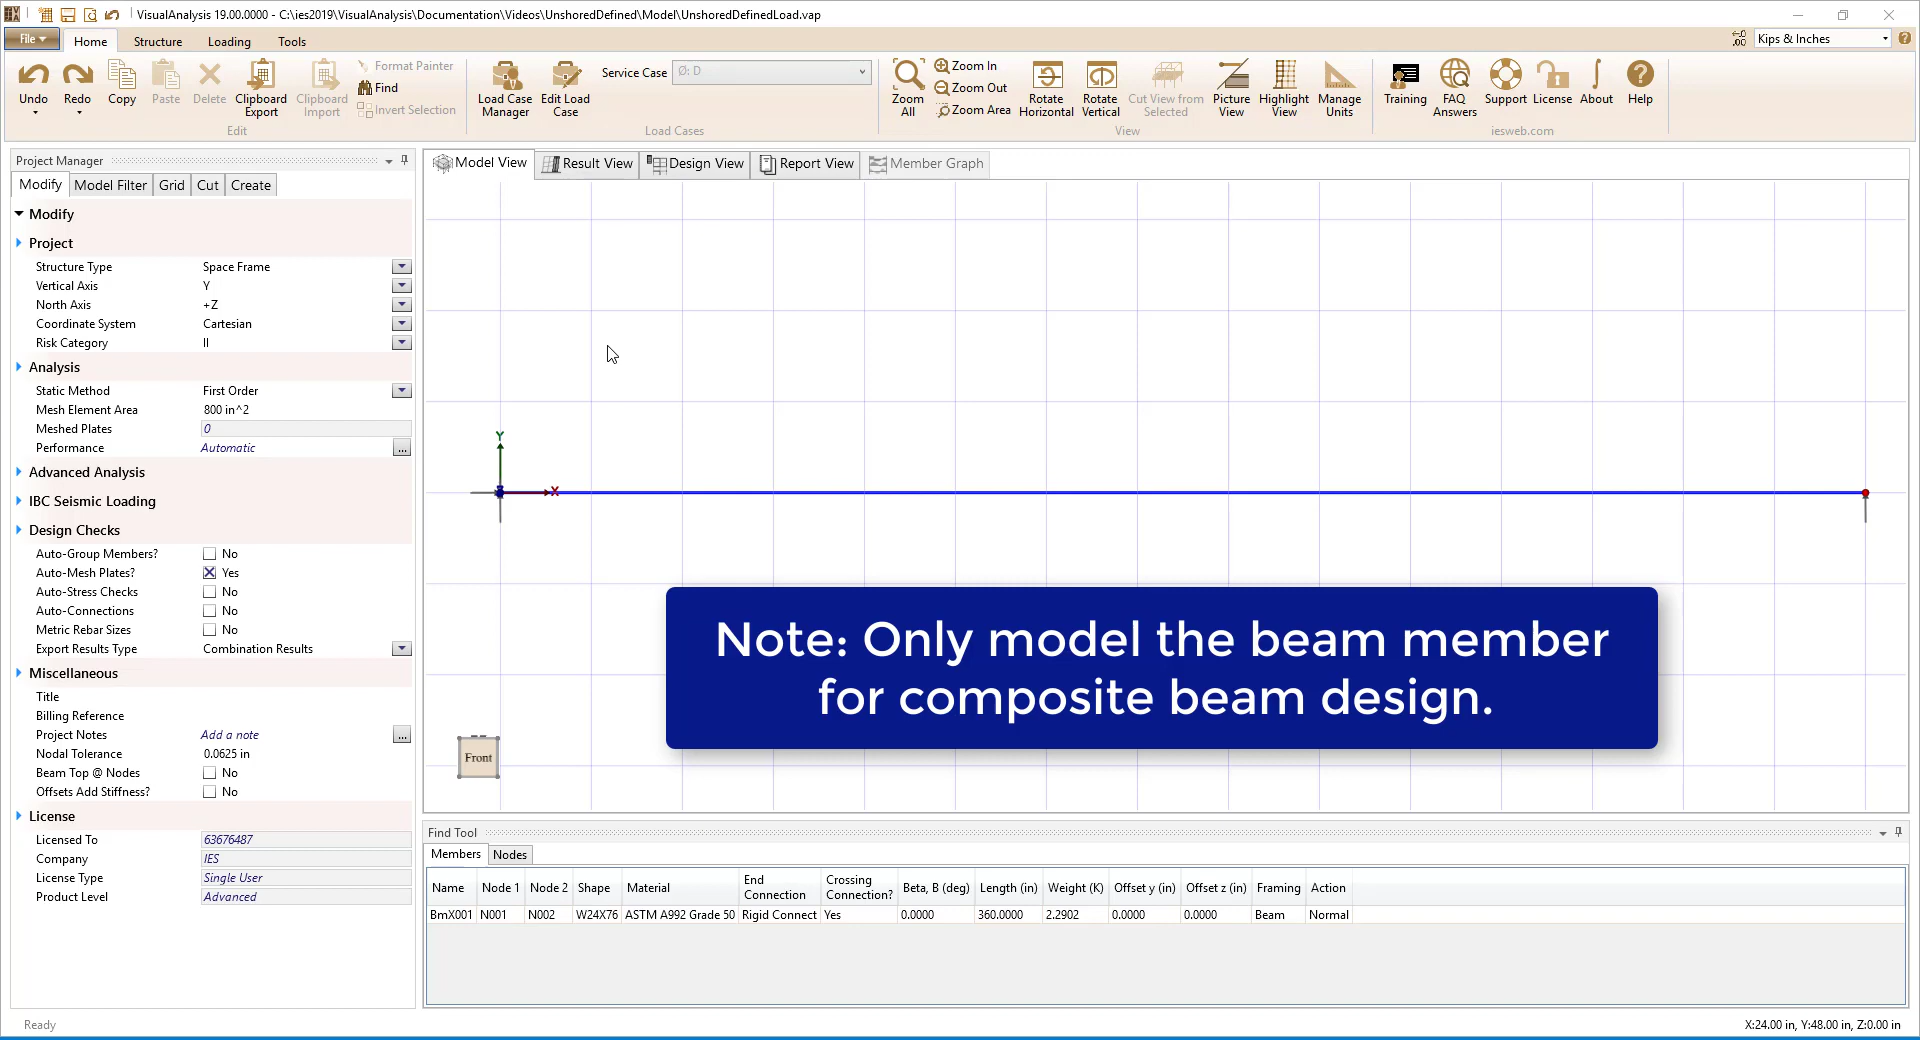 VisualAnalysis 19.00.0000 - C:\ies2019\VisualAnalysis\Documentation\Videos\UnshoredDefined\Model\UnshoredDefinedLoad.vap
File Home Structure Loading Tools
Kips & Inches
Undo
Redo
Copy
Paste
Delete
Clipboard Export
Clipboard Import
Format Painter
Find
Invert Selection
Edit
Load Case Manager
Edit Load Case
Service Case Ø: D
Load Cases
Zoom All
Zoom In
Zoom Out
Zoom Area
Rotate Horizontal
Rotate Vertical
Cut View from Selected
Picture View
Highlight View
Manage Units
View
Training
FAQ Answers
Support
License
About
Help
iesweb.com
Project Manager
Modify Model Filter Grid Cut Create
Modify
Project
Structure Type Space Frame
Vertical Axis Y
North Axis +Z
Coordinate System Cartesian
Risk Category II
Analysis
Static Method First Order
Mesh Element Area 800 in^2
Meshed Plates 0
Performance Automatic ...
Advanced Analysis
IBC Seismic Loading
Design Checks
Auto-Group Members? No
Auto-Mesh Plates? Yes
Auto-Stress Checks No
Auto-Connections No
Metric Rebar Sizes No
Export Results Type Combination Results
Miscellaneous
Title
Billing Reference
Project Notes Add a note ...
Nodal Tolerance 0.0625 in
Beam Top @ Nodes No
Offsets Add Stiffness? No
License
Licensed To 63676487
Company IES
License Type Single User
Product Level Advanced
Model View Result View Design View Report View Member Graph
Y
X
Note: Only model the beam member
for composite beam design.
Front
Find Tool
Members Nodes
Name Node 1 Node 2 Shape Material End Connection Crossing Connection? Beta, B (deg) Length (in) Weight (K) Offset y (in) Offset z (in) Framing Action
BmX001 N001 N002 W24X76 ASTM A992 Grade 50 Rigid Connect Yes 0.0000 360.0000 2.2902 0.0000 0.0000 Beam Normal
Ready
X:24.00 in, Y:48.00 in, Z:0.00 in